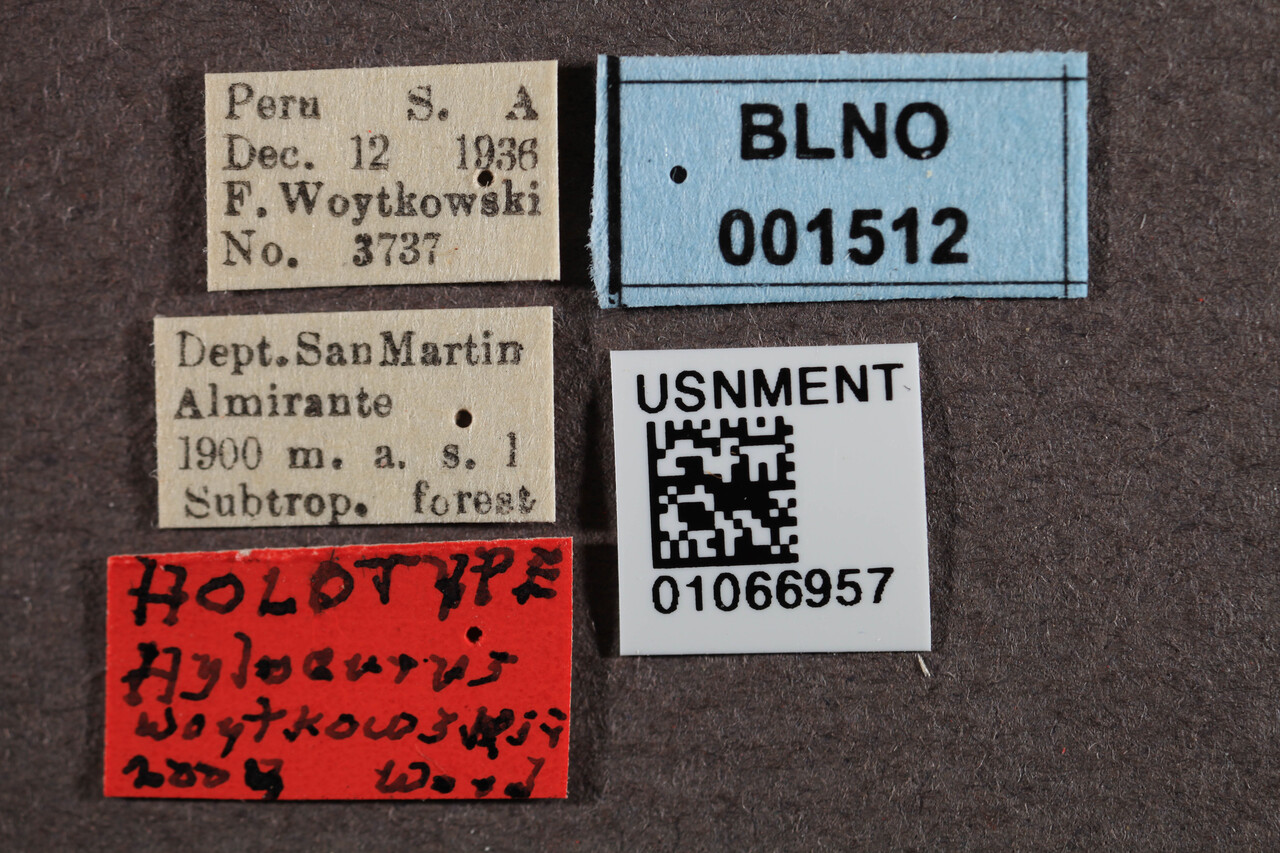 Peru S. A
Dec. 12 1936
F. Woytkowski
No. 3737
BLNO
001512
Dept. San Martin
Almirante
1900 m. a. s. l
Subtrop. forest
USNMENT
01066957
HOLOTYPE
Hylocurus
woytkowskii
Wood